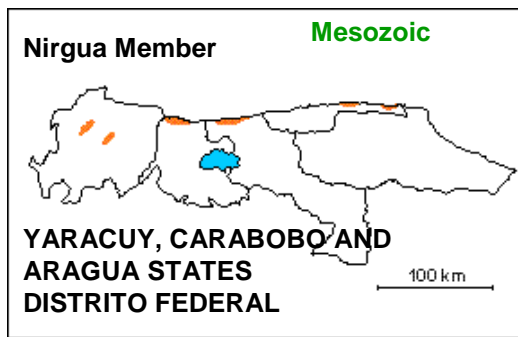 Mesozoic
Nirgua Member
YARACUY, CARABOBO AND
ARAGUA STATES
DISTRITO FEDERAL
100 km